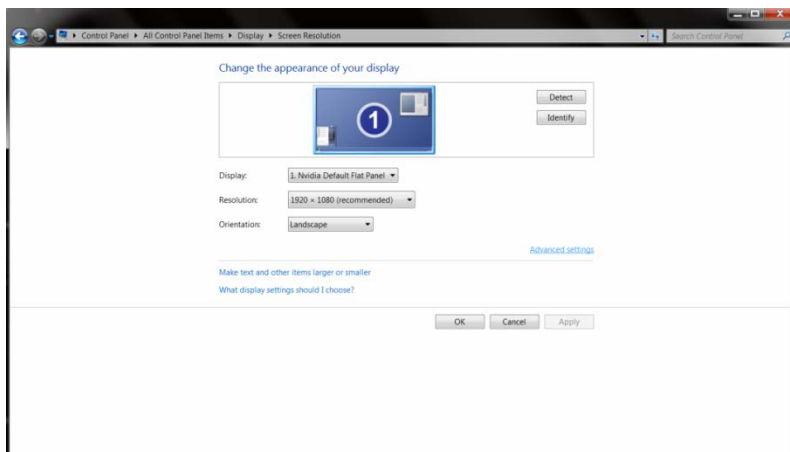 Control Panel ▸ All Control Panel Items ▸ Display ▸ Screen Resolution
Search Control Panel
Change the appearance of your display
1
Detect
Identify
Display: 1. Nvidia Default Flat Panel
Resolution: 1920 × 1080 (recommended)
Orientation: Landscape
Advanced settings
Make text and other items larger or smaller
What display settings should I choose?
OK Cancel Apply